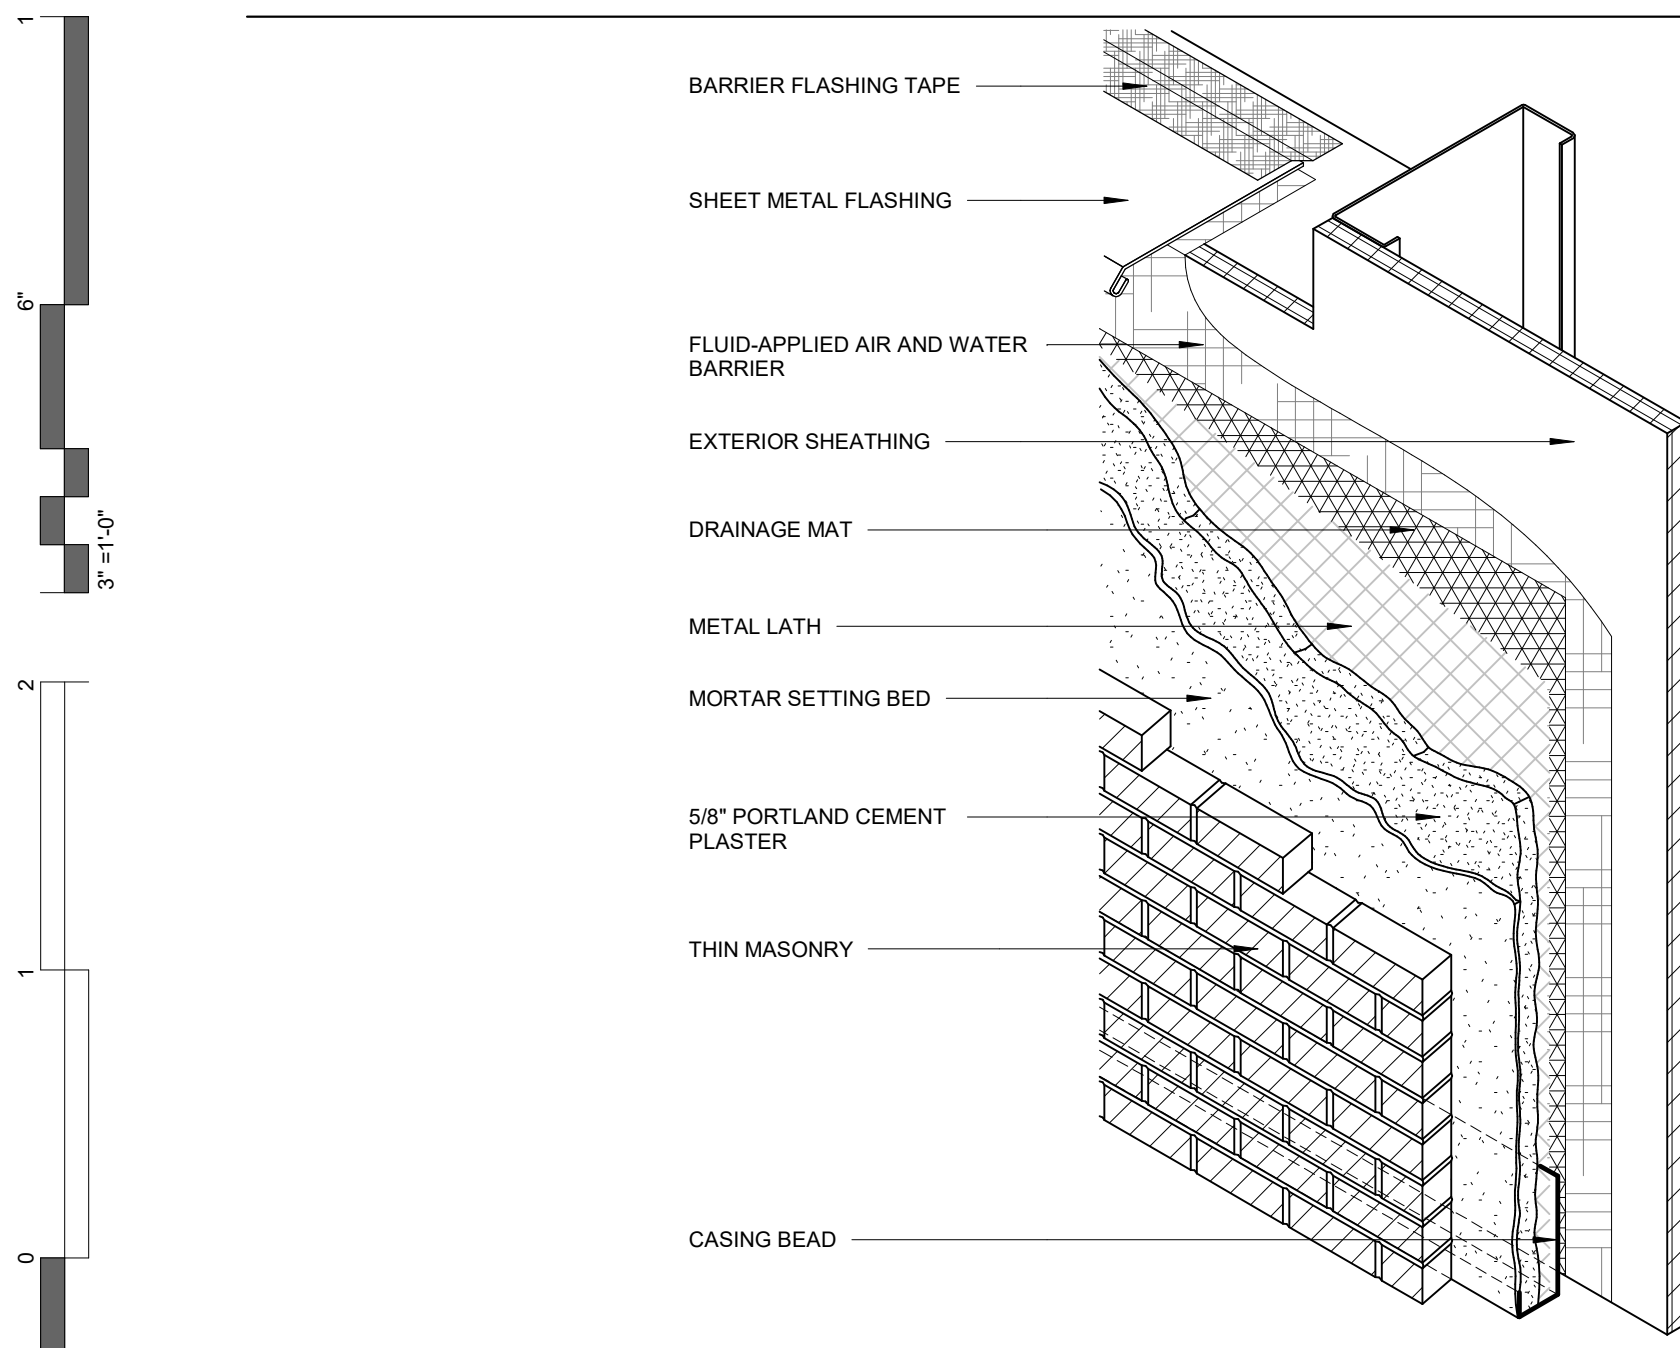 1
6"
3" =1'-0"
2
1
0
BARRIER FLASHING TAPE
SHEET METAL FLASHING
FLUID-APPLIED AIR AND WATER
BARRIER
EXTERIOR SHEATHING
DRAINAGE MAT
METAL LATH
MORTAR SETTING BED
5/8" PORTLAND CEMENT
PLASTER
THIN MASONRY
CASING BEAD